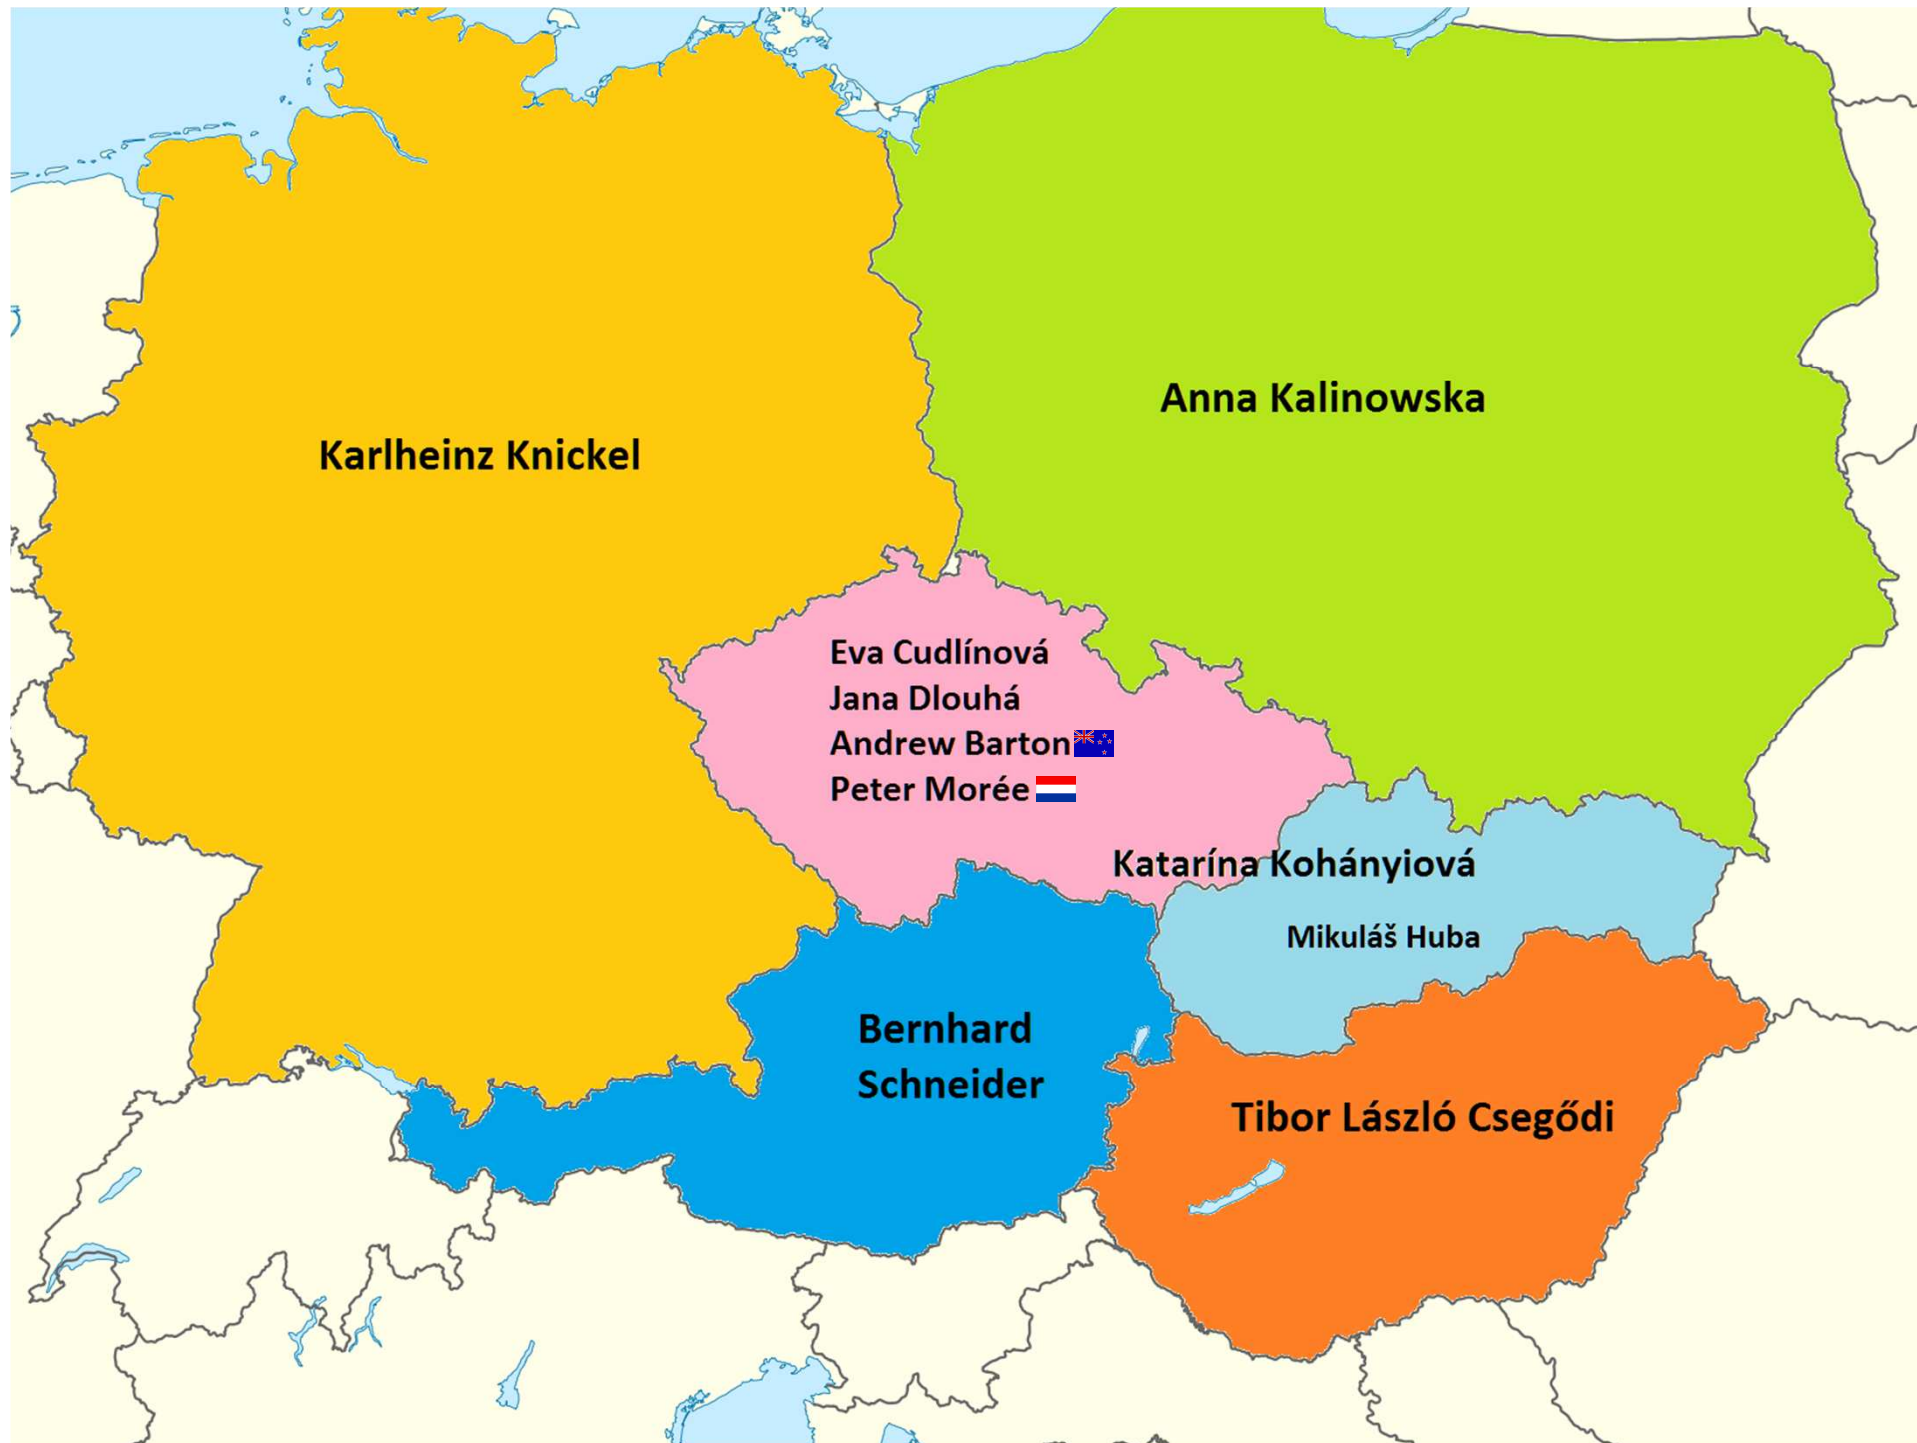 Anna Kalinowska
Karlheinz Knickel
Eva Cudlínová
Jana Dlouhá
Andrew Barton
Peter Morée
Katarína Kohányiová
Mikuláš Huba
Bernhard
Schneider
Tibor László Csegődi